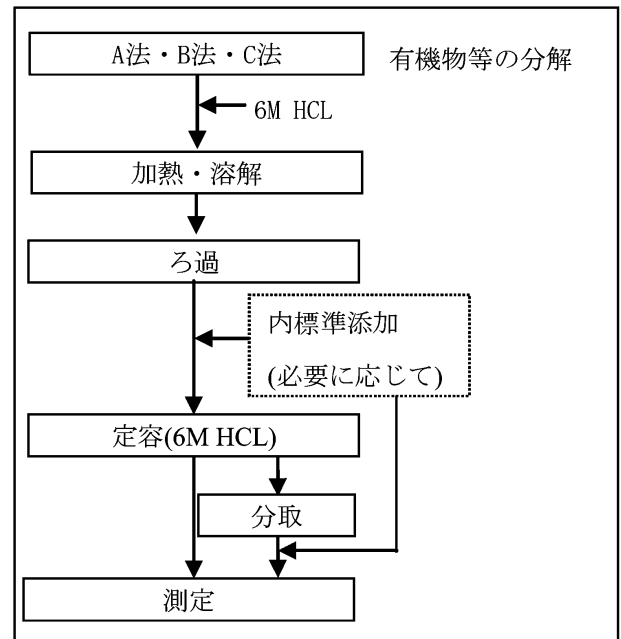 A法・B法・C法
有機物等の分解
6M HCL
加熱・溶解
ろ過
内標準添加
(必要に応じて)
定容(6M HCL)
分取
測定